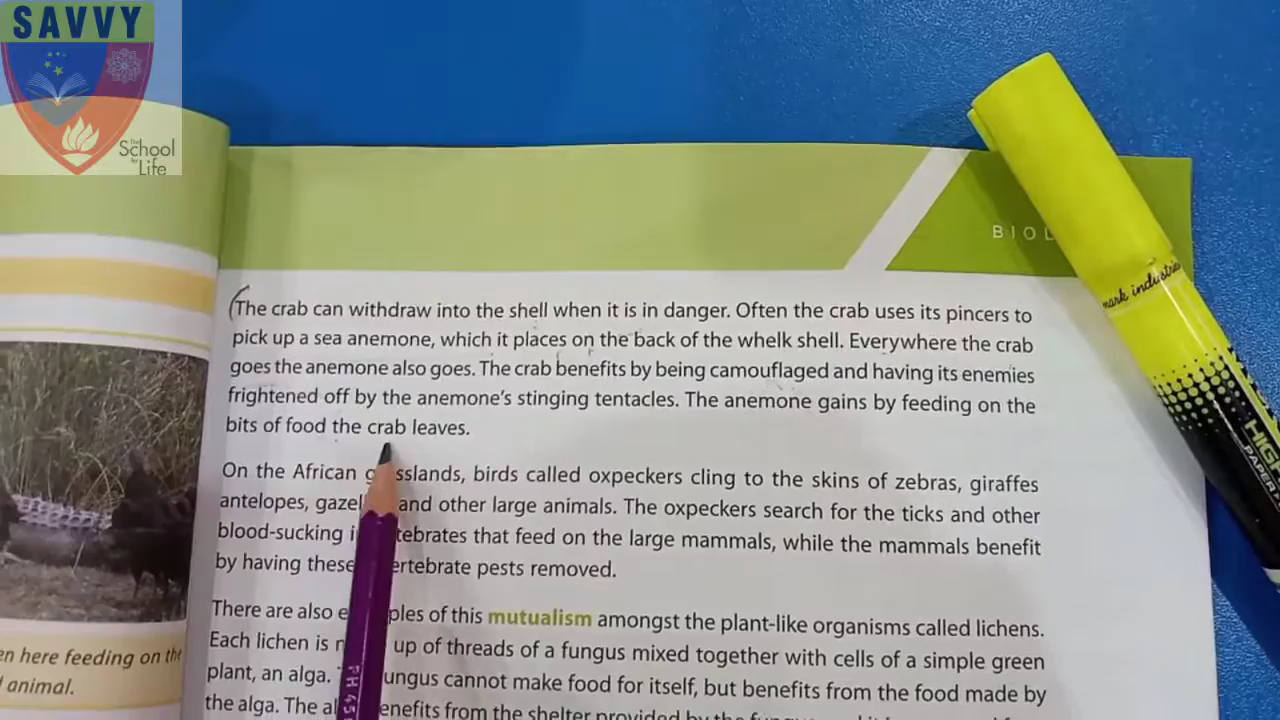 SAVVY
The School for Life
BIOL
mark industrie
HIG
PAPER
The crab can withdraw into the shell when it is in danger. Often the crab uses its pincers to
pick up a sea anemone, which it places on the back of the whelk shell. Everywhere the crab
goes the anemone also goes. The crab benefits by being camouflaged and having its enemies
frightened off by the anemone's stinging tentacles. The anemone gains by feeding on the
bits of food the crab leaves.
On the African g sslands, birds called oxpeckers cling to the skins of zebras, giraffes
antelopes, gazel and other large animals. The oxpeckers search for the ticks and other
blood-sucking i tebrates that feed on the large mammals, while the mammals benefit
by having these ertebrate pests removed.
There are also e ples of this mutualism amongst the plant-like organisms called lichens.
Each lichen is up of threads of a fungus mixed together with cells of a simple green
plant, an alga. ungus cannot make food for itself, but benefits from the food made by
the alga. The al enefits from the shelter provided by the
en here feeding on the
animal.